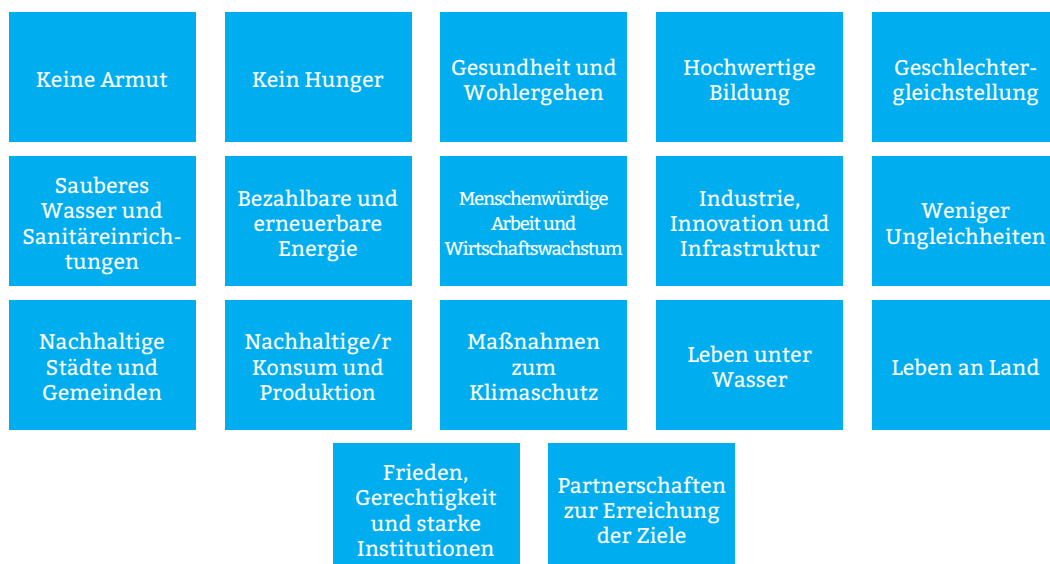 Keine Armut
Kein Hunger
Gesundheit und
Wohlergehen
Hochwertige
Bildung
Geschlechter-
gleichstellung
Sauberes
Wasser und
Sanitäreinrich-
tungen
Bezahlbare und
erneuerbare
Energie
Menschenwürdige
Arbeit und
Wirtschaftswachstum
Industrie,
Innovation und
Infrastruktur
Weniger
Ungleichheiten
Nachhaltige
Städte und
Gemeinden
Nachhaltige/r
Konsum und
Produktion
Maßnahmen
zum
Klimaschutz
Leben unter
Wasser
Leben an Land
Frieden,
Gerechtigkeit
und starke
Institutionen
Partnerschaften
zur Erreichung
der Ziele